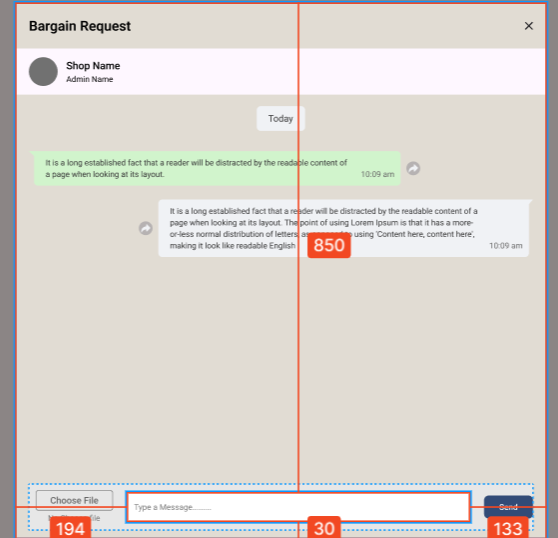 Bargain Request
Shop Name
Admin Name
Today
It is a long established fact that a reader will be distracted by the readable content of
a page when looking at its layout.
10:09 am
It is a long established fact that a reader will be distracted by the readable content of a
page when looking at its layout. The point of using Lorem Ipsum is that it has a more-
or-less normal distribution of letters, as opposed to using 'Content here, content here',
making it look like readable English
10:09 am
850
Choose File
Type a Message..........
Send
file
194
30
133